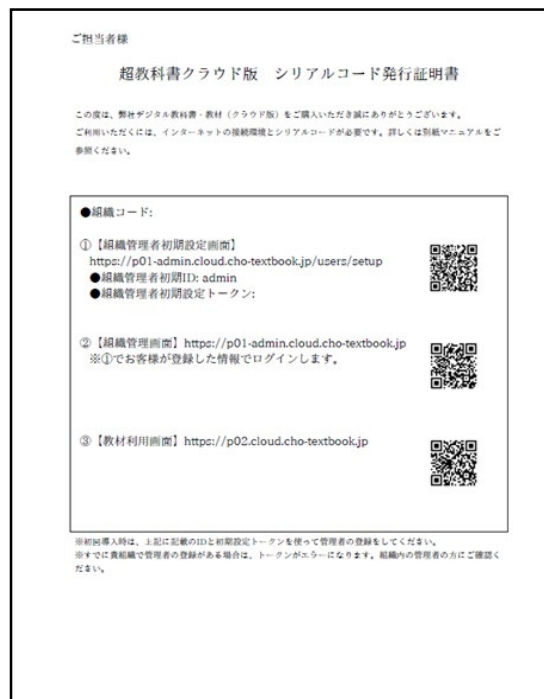 ご担当者様
超教科書クラウド版　シリアルコード発行証明書
この度は、弊社デジタル教科書・教材（クラウド版）をご購入いただき誠にありがとうございます。
ご利用いただくには、インターネットの接続環境とシリアルコードが必要です。詳しくは別紙マニュアルをご
参照ください。
●組織コード:
①【組織管理者初期設定画面】
https://p01-admin.cloud.cho-textbook.jp/users/setup
●組織管理者初期ID: admin
●組織管理者初期設定トークン:
②【組織管理画面】https://p01-admin.cloud.cho-textbook.jp
※①でお客様が登録した情報でログインします。
③【教材利用画面】https://p02.cloud.cho-textbook.jp
※初回導入時は、上記に記載のIDと初期設定トークンを使って管理者の登録をしてください。
※すでに貴組織で管理者の登録がある場合は、トークンがエラーになります。組織内の管理者の方にご確認く
ださい。